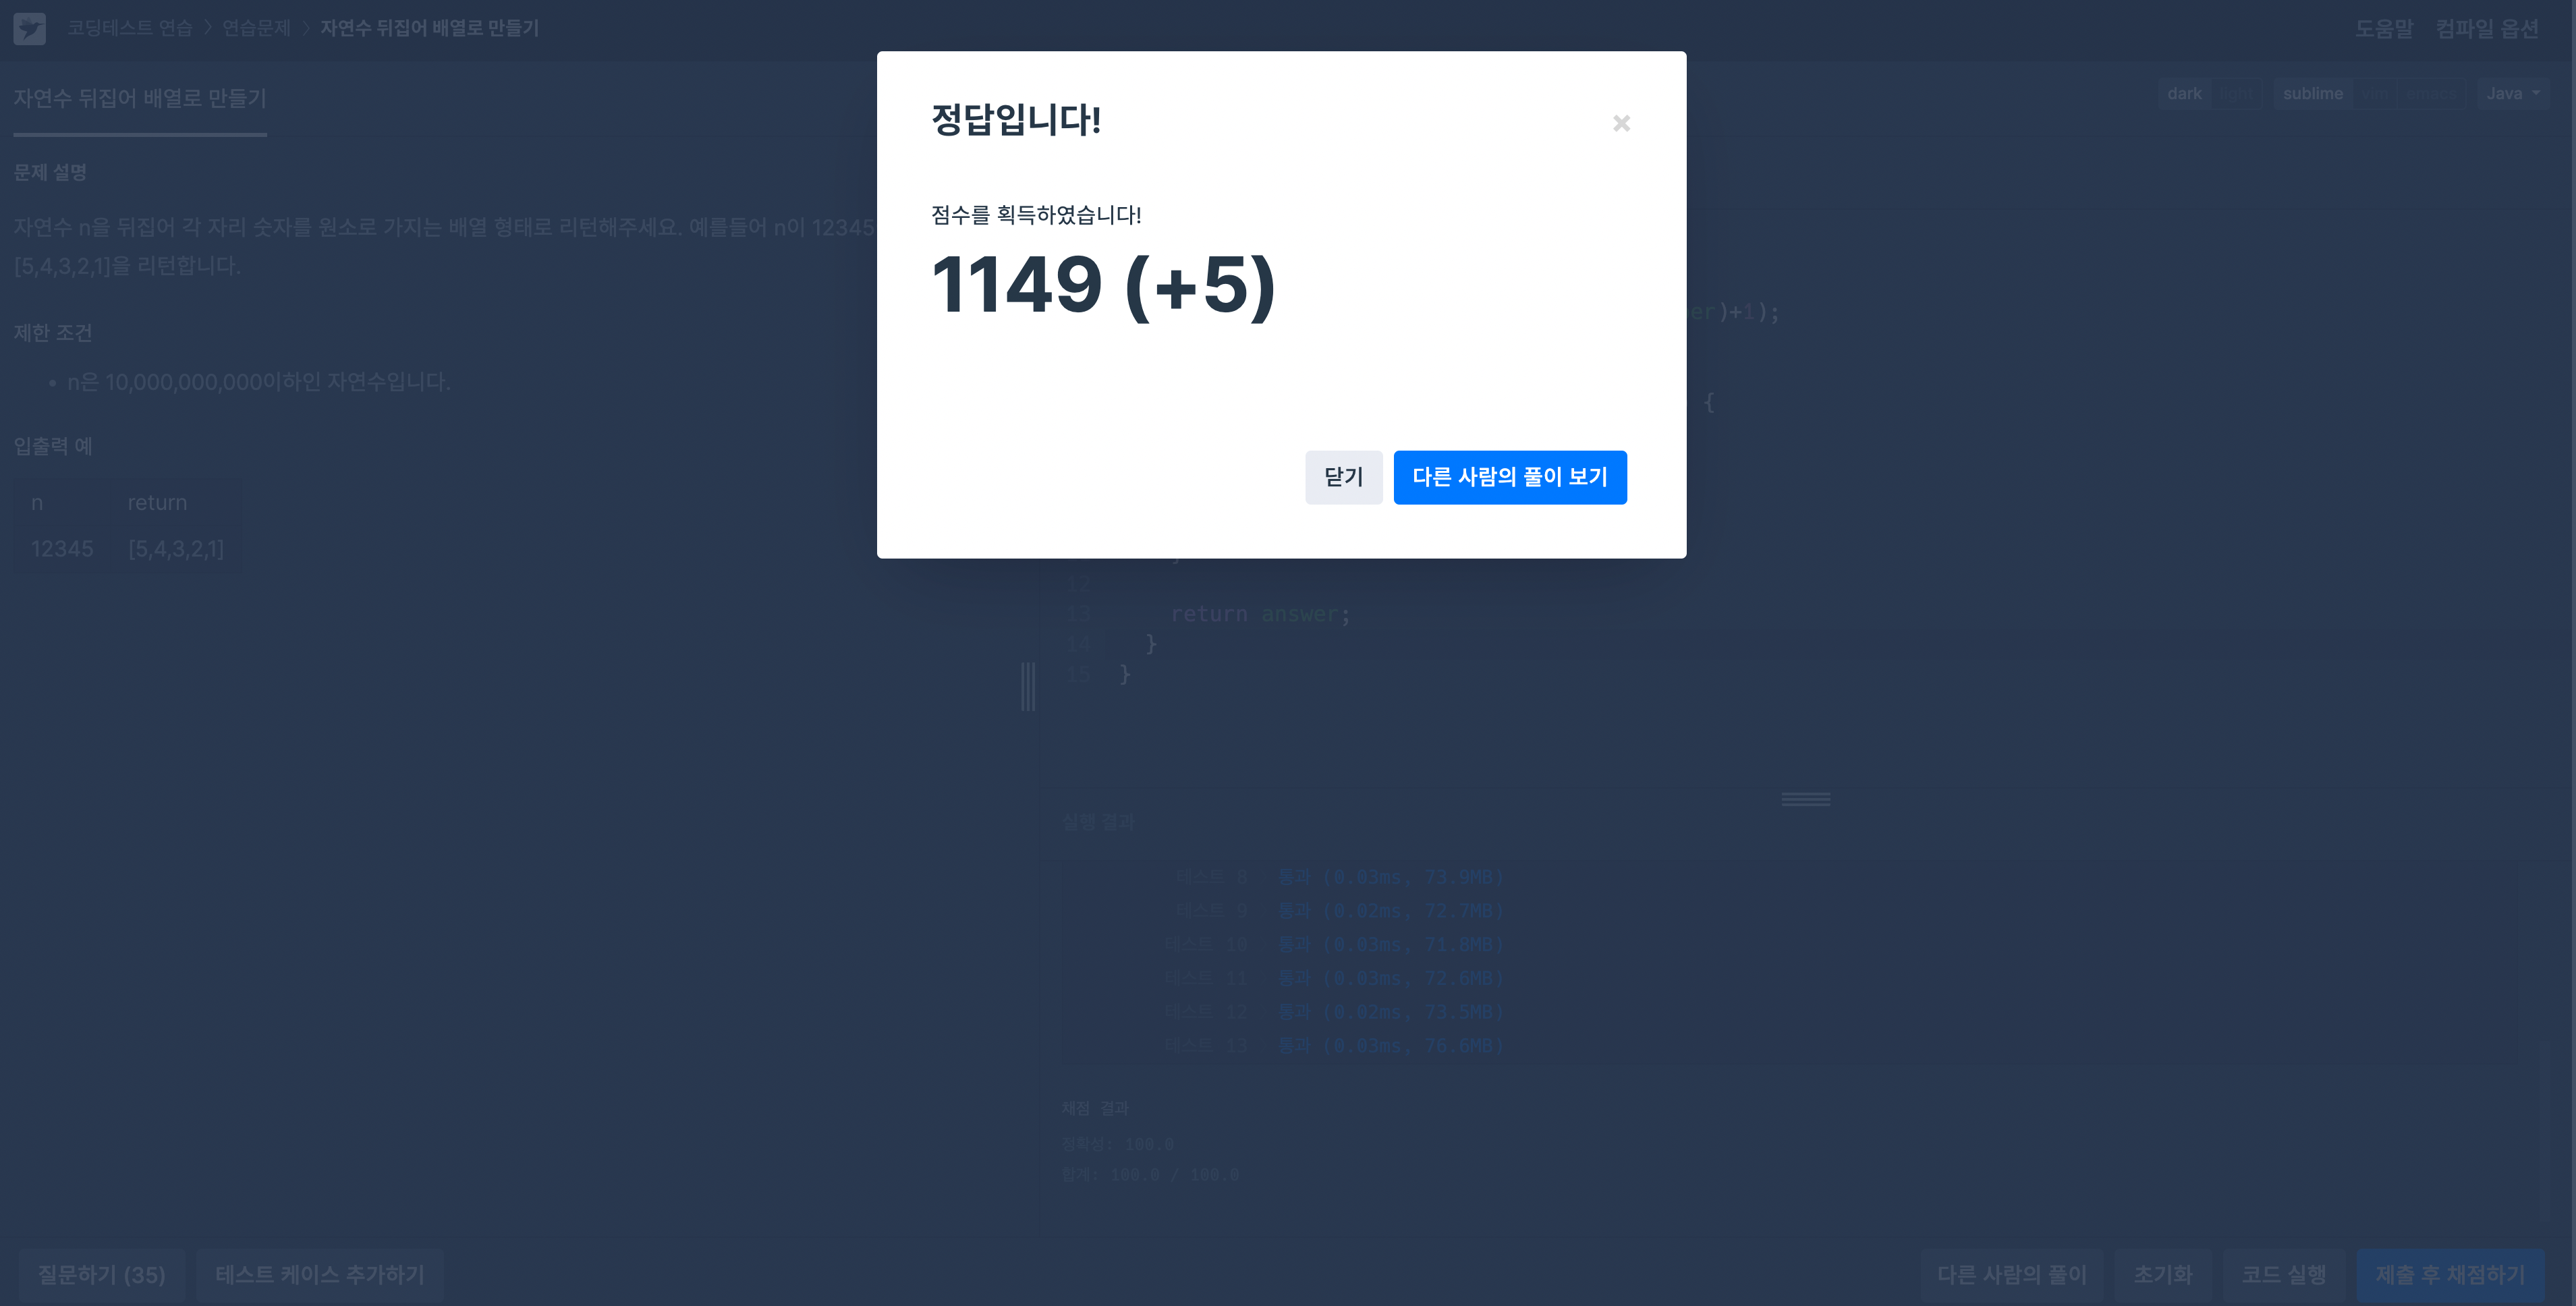 코딩테스트 연습 > 연습문제 > 자연수 뒤집어 배열로 만들기
도움말 컴파일 옵션
자연수 뒤집어 배열로 만들기
dark light sublime vim emacs Java
문제 설명
자연수 n을 뒤집어 각 자리 숫자를 원소로 가지는 배열 형태로 리턴해주세요. 예를들어 n이 12345
[5,4,3,2,1]을 리턴합니다.
제한 조건
• n은 10,000,000,000이하인 자연수입니다.
입출력 예
n return
12345 [5,4,3,2,1]
정답입니다!
×
점수를 획득하였습니다!
1149 (+5)
닫기 다른 사람의 풀이 보기
er)+1);
{
12
13 return answer;
14 }
15 }
실행 결과
테스트 8 통과 (0.03ms, 73.9MB)
테스트 9 통과 (0.02ms, 72.7MB)
테스트 10 통과 (0.03ms, 71.8MB)
테스트 11 통과 (0.03ms, 72.6MB)
테스트 12 통과 (0.02ms, 73.5MB)
테스트 13 통과 (0.03ms, 76.6MB)
채점 결과
정확성: 100.0
합계: 100.0 / 100.0
질문하기 (35) 테스트 케이스 추가하기
다른 사람의 풀이 초기화 코드 실행 제출 후 채점하기